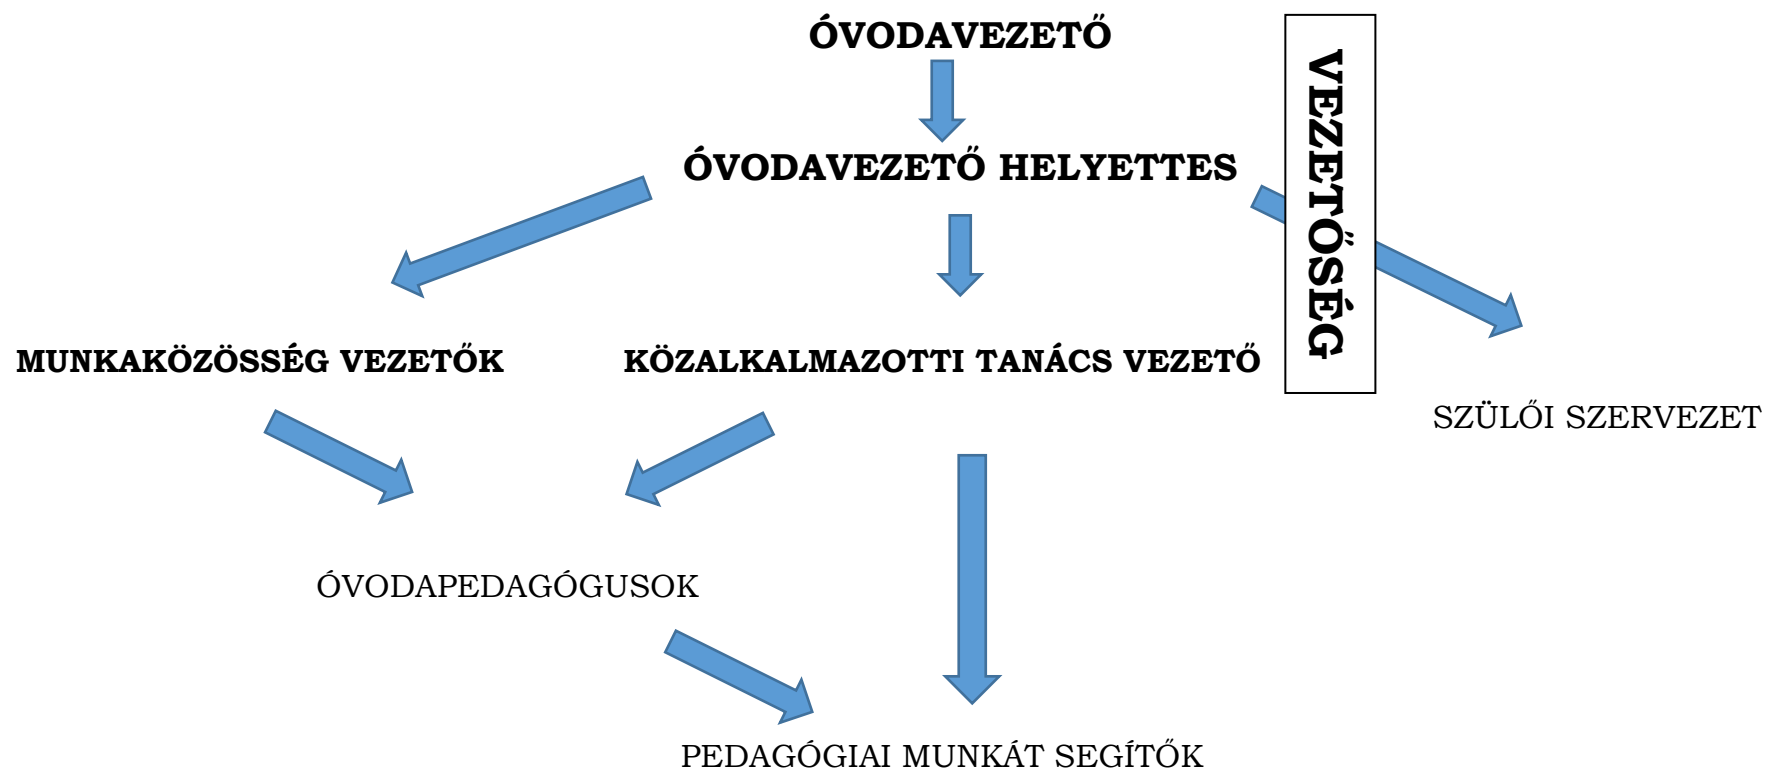 ÓVODAVEZETŐ
VEZETŐSÉG
ÓVODAVEZETŐ HELYETTES
MUNKAKÖZÖSSÉG VEZETŐK
KÖZALKALMAZOTTI TANÁCS VEZETŐ
SZÜLŐI SZERVEZET
ÓVODAPEDAGÓGUSOK
PEDAGÓGIAI MUNKÁT SEGÍTŐK